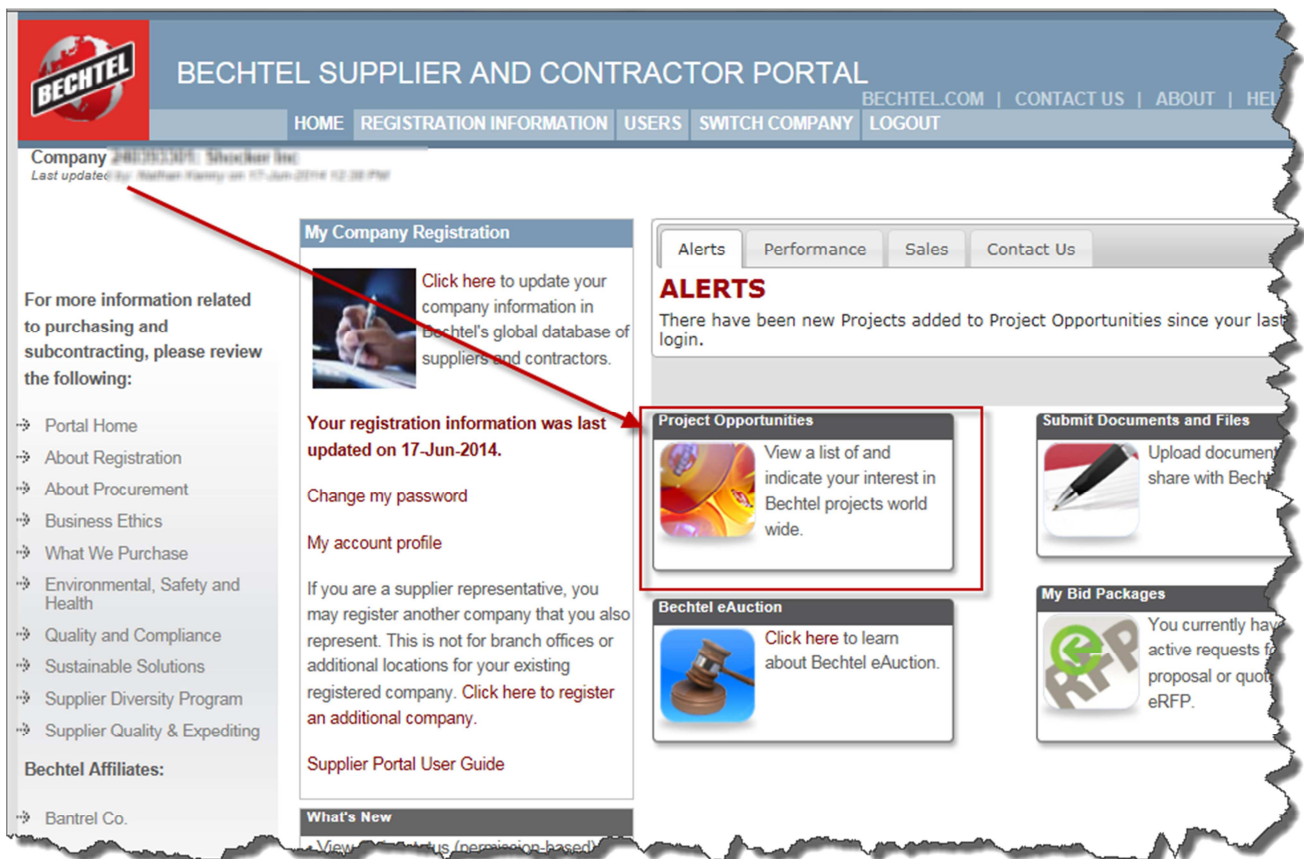 BECHTEL
BECHTEL SUPPLIER AND CONTRACTOR PORTAL
BECHTEL.COM | CONTACT US | ABOUT |
HOME REGISTRATION INFORMATION USERS SWITCH COMPANY LOGOUT
Company
Last updated
For more information related
to purchasing and
subcontracting, please review
the following:
Portal Home
About Registration
About Procurement
Business Ethics
What We Purchase
Environmental, Safety and
Health
Quality and Compliance
Sustainable Solutions
Supplier Diversity Program
Supplier Quality & Expediting
Bechtel Affiliates:
Bantrel Co.
My Company Registration
Click here to update your
company information in
Bechtel's global database of
suppliers and contractors.
Your registration information was last
updated on 17-Jun-2014.
Change my password
My account profile
If you are a supplier representative, you
may register another company that you also
represent. This is not for branch offices or
additional locations for your existing
registered company. Click here to register
an additional company.
Supplier Portal User Guide
What's New
View (permission-based)
Alerts Performance Sales Contact Us
ALERTS
There have been new Projects added to Project Opportunities since your last
login.
Project Opportunities
View a list of and
indicate your interest in
Bechtel projects world
wide.
Submit Documents and Files
Upload
share with
Bechtel eAuction
Click here to learn
about Bechtel eAuction.
My Bid Packages
RFP
You currently
active requests
proposal or
eRFP.